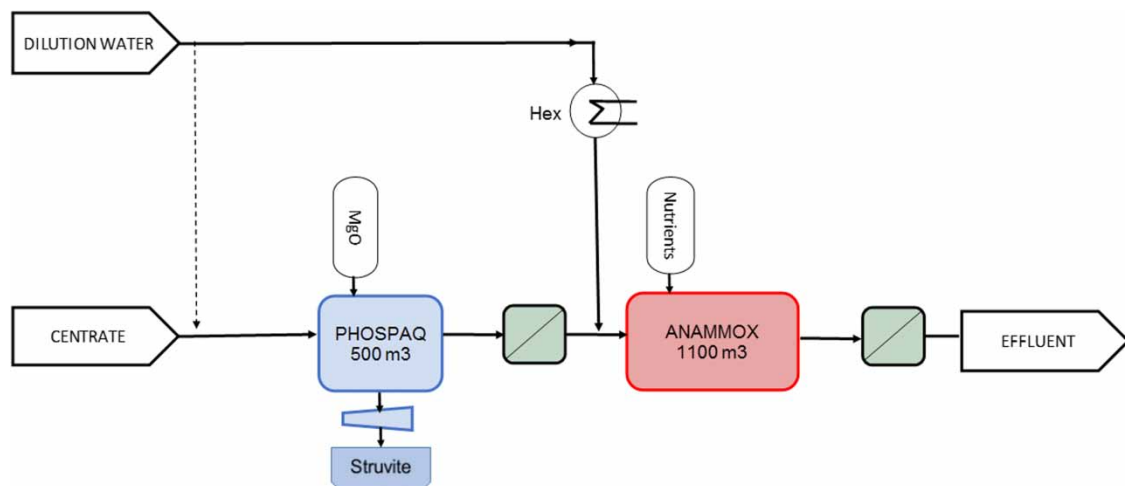 DILUTION WATER
Hex
MgO
Nutrients
CENTRATE
PHOSPAQ
500 m3
ANAMMOX
1100 m3
EFFLUENT
Struvite